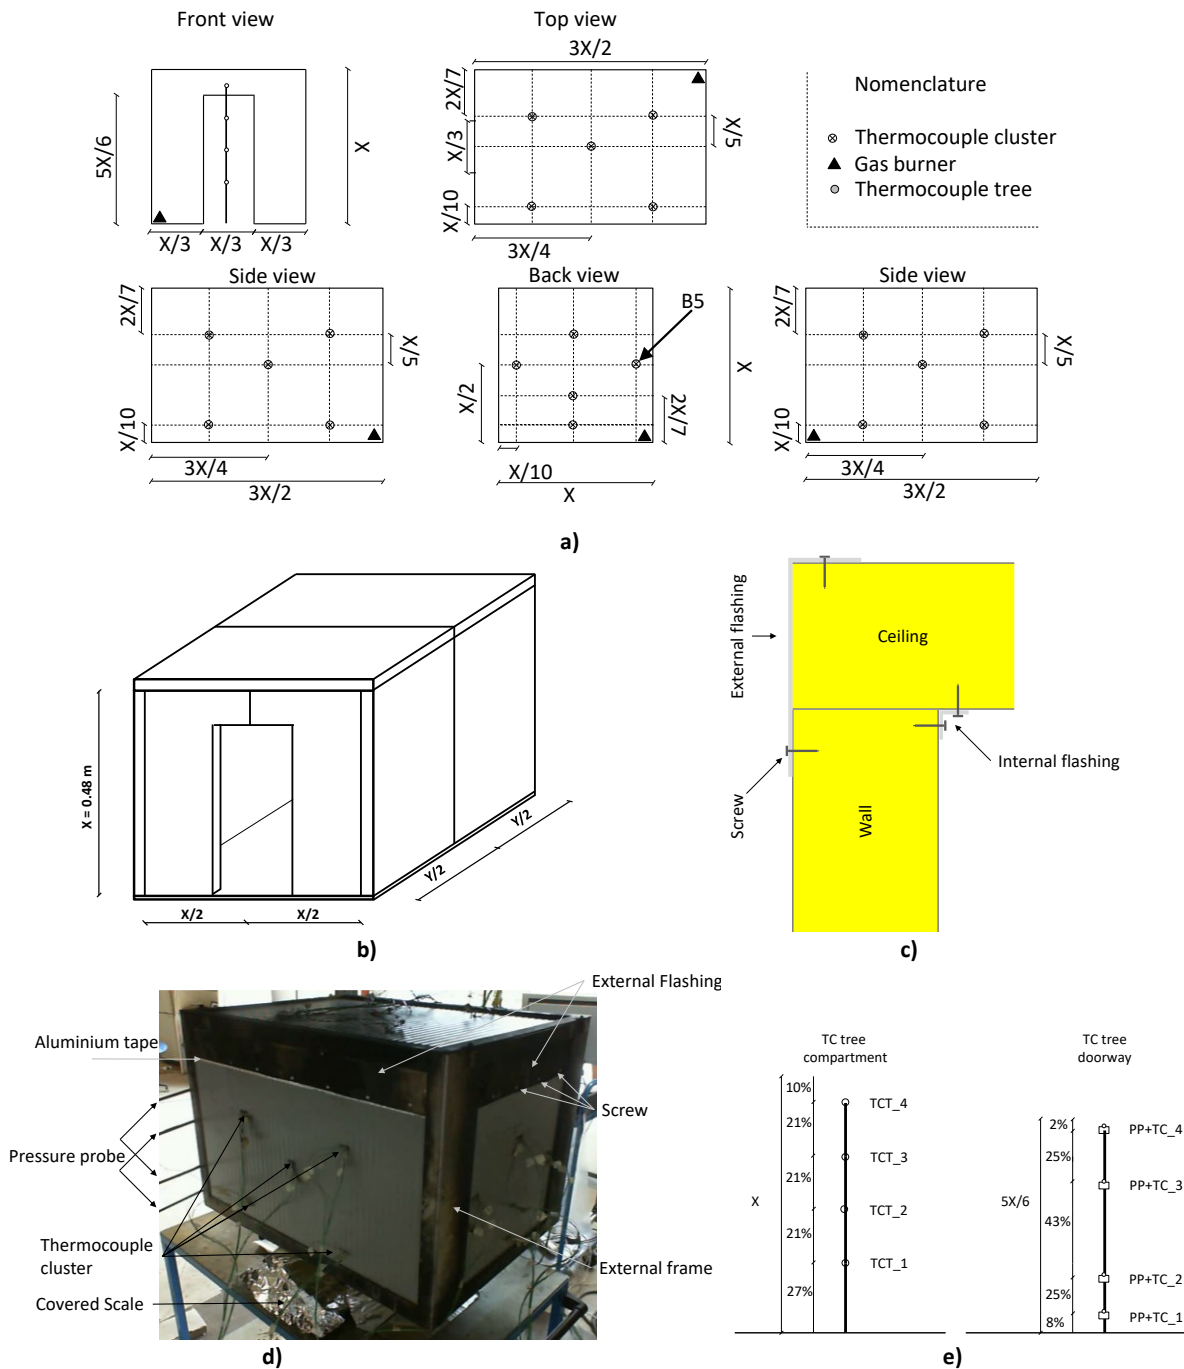 Front view
5X/6
X
X/3
X/3
X/3
Top view
3X/2
2X/7
X/3
X/10
X/5
3X/4
Nomenclature
Thermocouple cluster
Gas burner
Thermocouple tree
Side view
2X/7
X/10
X/5
3X/4
3X/2
Back view
B5
X/2
X
2X/7
X/10
X
Side view
2X/7
X/10
X/5
3X/4
3X/2
a)
X = 0.48 m
X/2
X/2
Y/2
Y/2
b)
External flashing
Ceiling
Internal flashing
Screw
Wall
c)
External Flashing
Aluminium tape
Screw
Pressure probe
Thermocouple
cluster
External frame
Covered Scale
d)
TC tree
compartment
10%
TCT_4
21%
TCT_3
21%
X
TCT_2
21%
TCT_1
27%
TC tree
doorway
2%
PP+TC_4
25%
PP+TC_3
5X/6
43%
PP+TC_2
25%
PP+TC_1
8%
e)